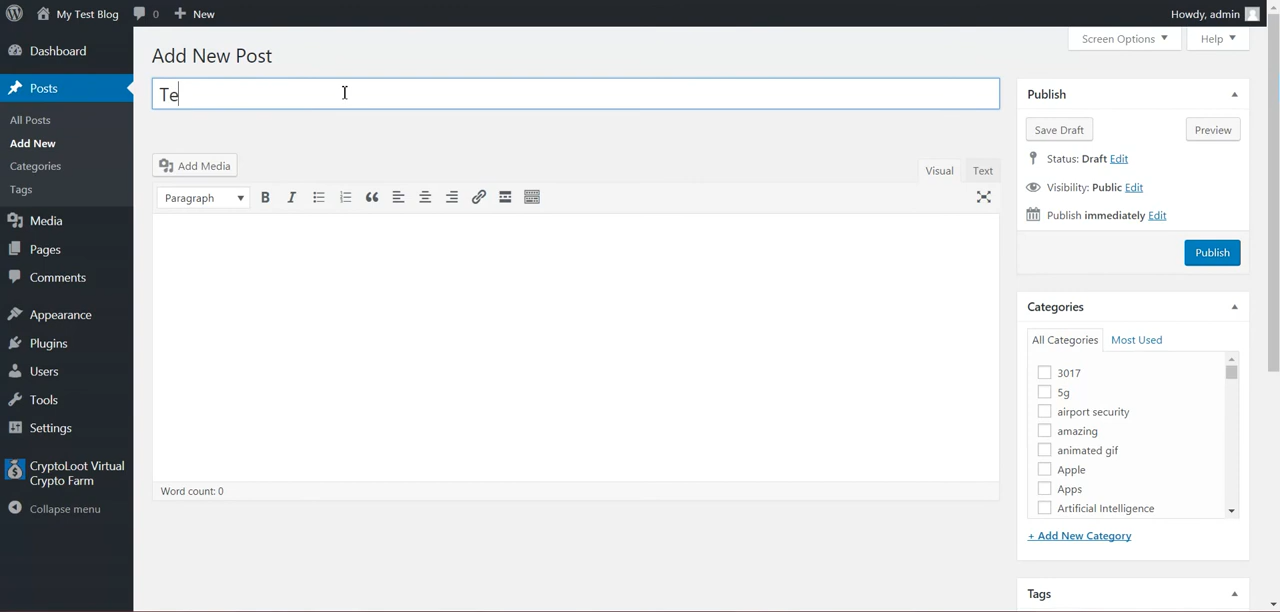 My Test Blog 0 New Howdy, admin
Screen Options Help
Dashboard
Posts
All Posts
Add New
Categories
Tags
Media
Pages
Comments
Appearance
Plugins
Users
Tools
Settings
CryptoLoot Virtual
Crypto Farm
Collapse menu
Add New Post
Te
Add Media
Visual Text
Paragraph B I
Word count: 0
Publish
Save Draft Preview
Status: Draft Edit
Visibility: Public Edit
Publish immediately Edit
Publish
Categories
All Categories Most Used
3017
5g
airport security
amazing
animated gif
Apple
Apps
Artificial Intelligence
+ Add New Category
Tags